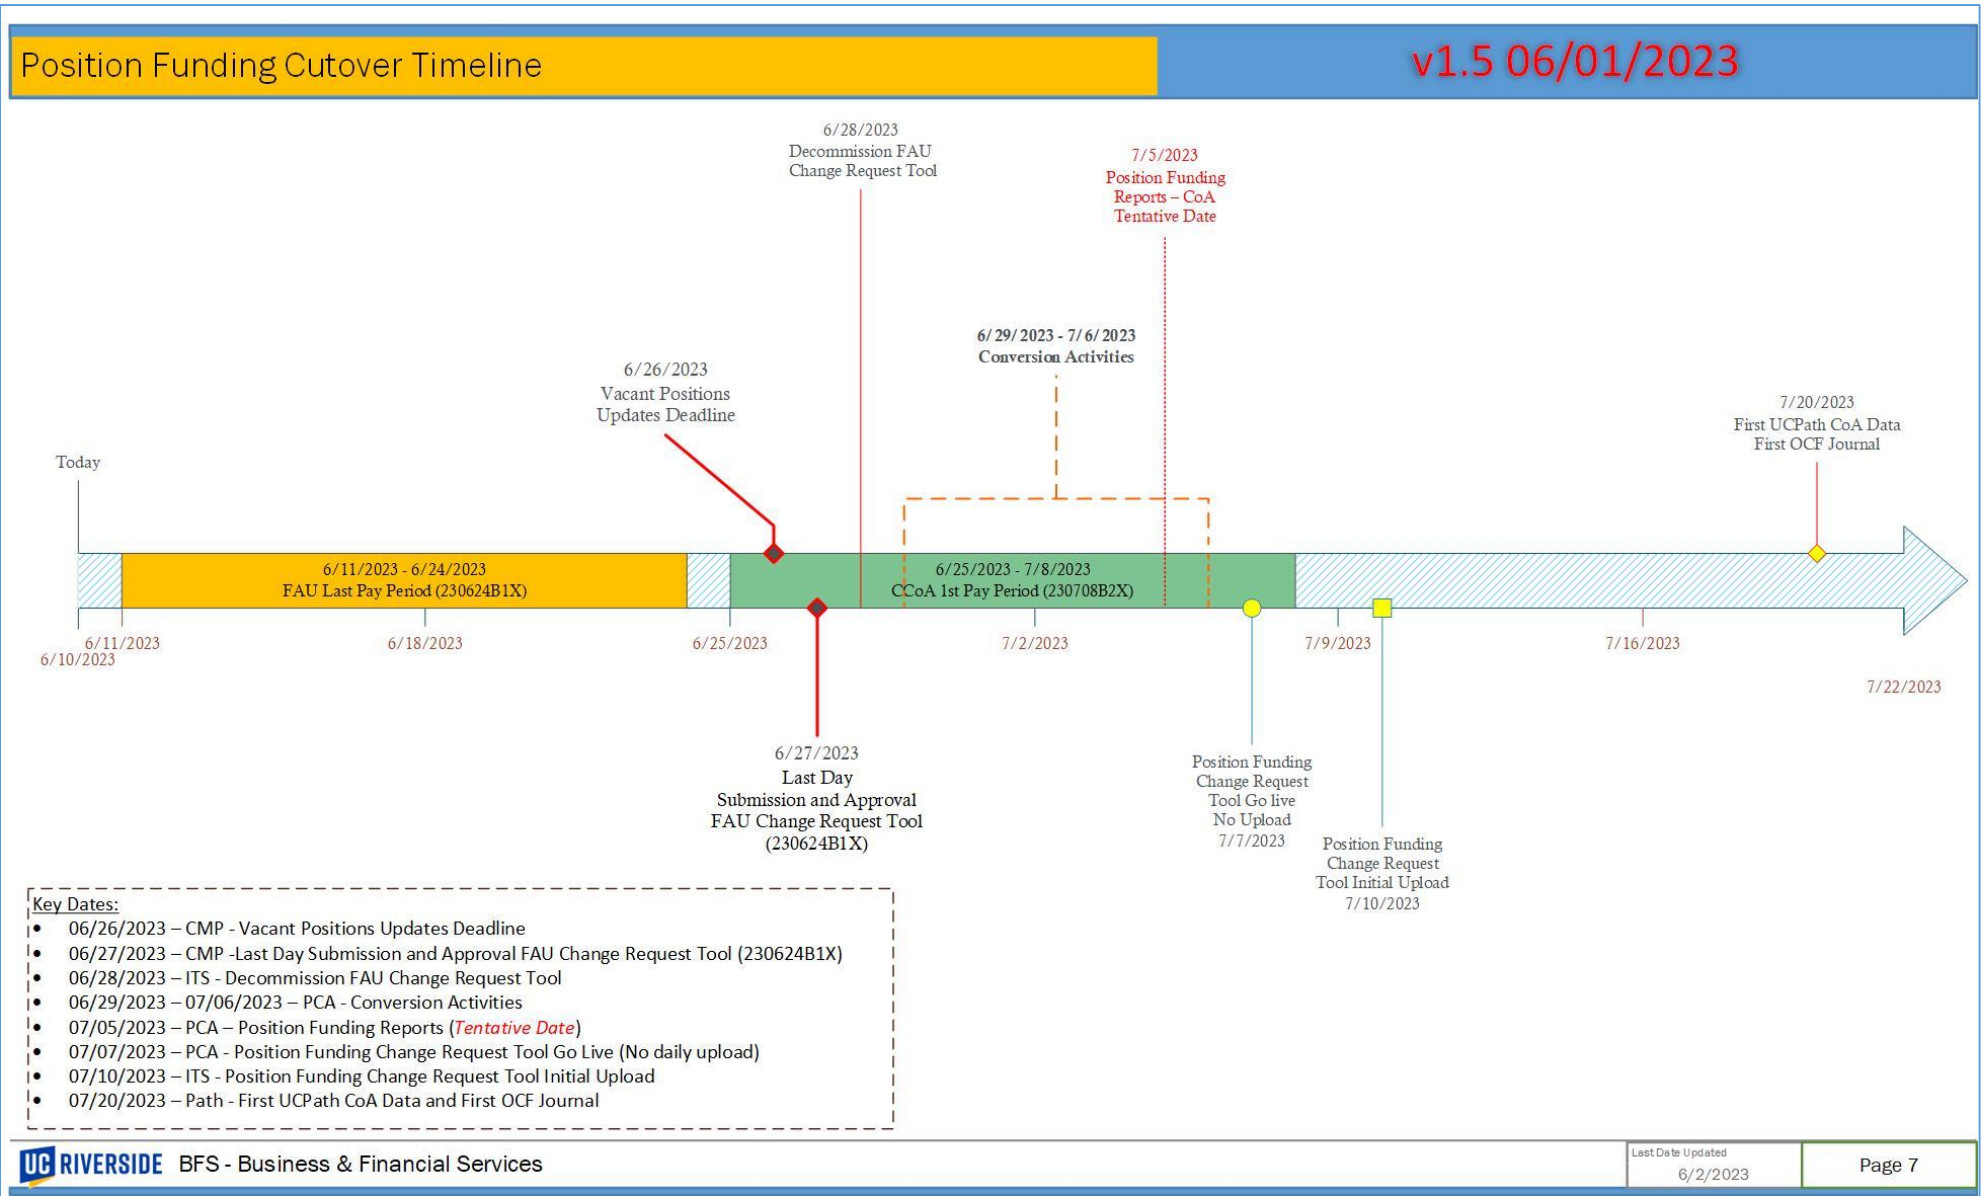 Position Funding Cutover Timeline
v1.5 06/01/2023
6/28/2023
Decommission FAU
Change Request Tool
7/5/2023
Position Funding
Reports – CoA
Tentative Date
6/29/2023 - 7/6/2023
Conversion Activities
6/26/2023
Vacant Positions
Updates Deadline
7/20/2023
First UCPath CoA Data
First OCF Journal
Today
6/11/2023 - 6/24/2023
FAU Last Pay Period (230624B1X)
6/25/2023 - 7/8/2023
CCoA 1st Pay Period (230708B2X)
6/10/2023
6/11/2023
6/18/2023
6/25/2023
7/2/2023
7/9/2023
7/16/2023
7/22/2023
6/27/2023
Last Day
Submission and Approval
FAU Change Request Tool
(230624B1X)
Position Funding
Change Request
Tool Go live
No Upload
7/7/2023
Position Funding
Change Request
Tool Initial Upload
7/10/2023
Key Dates:
• 06/26/2023 – CMP - Vacant Positions Updates Deadline
• 06/27/2023 – CMP -Last Day Submission and Approval FAU Change Request Tool (230624B1X)
• 06/28/2023 – ITS - Decommission FAU Change Request Tool
• 06/29/2023 – 07/06/2023 – PCA - Conversion Activities
• 07/05/2023 – PCA – Position Funding Reports (Tentative Date)
• 07/07/2023 – PCA - Position Funding Change Request Tool Go Live (No daily upload)
• 07/10/2023 – ITS - Position Funding Change Request Tool Initial Upload
• 07/20/2023 – Path - First UCPath CoA Data and First OCF Journal
UC RIVERSIDE BFS - Business & Financial Services
Last Date Updated
6/2/2023
Page 7